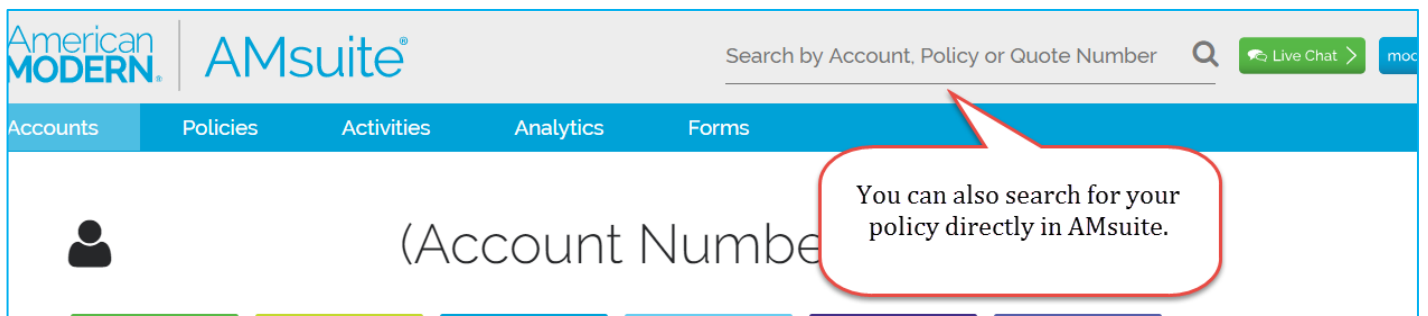 American
MODERN®
AMsuite®
Search by Account, Policy or Quote Number
Live Chat
Accounts Policies Activities Analytics Forms
You can also search for your
policy directly in AMsuite.
(Account